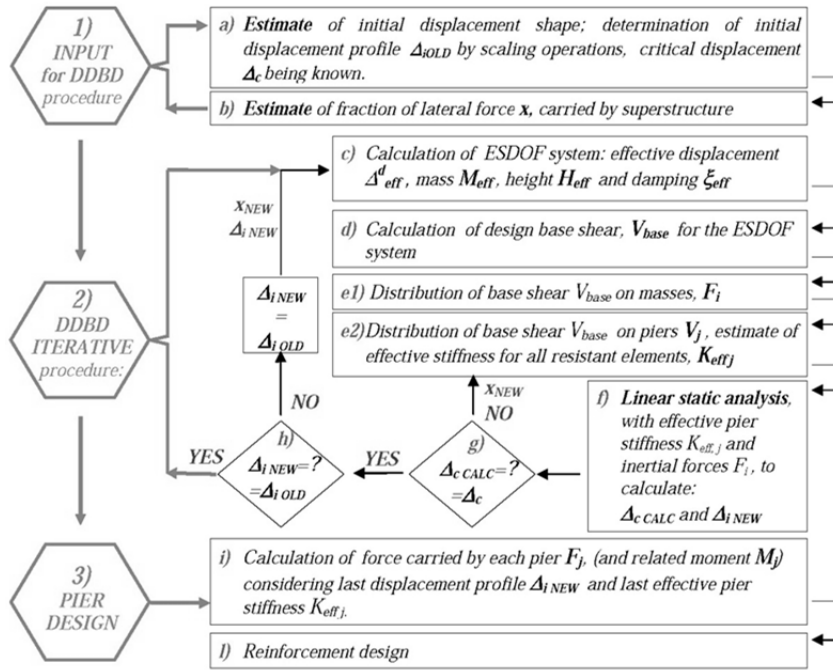 1)
INPUT
for DDBD
procedure
a) Estimate of initial displacement shape; determination of initial
displacement profile Δ_iOLD by scaling operations, critical displacement
Δ_c being known.
b) Estimate of fraction of lateral force x, carried by superstructure
c) Calculation of ESDOF system: effective displacement
Δ^d_eff, mass M_eff, height H_eff and damping ξ_eff
x_NEW
Δ_i NEW
d) Calculation of design base shear, V_base for the ESDOF
system
2)
DDBD
ITERATIVE
procedure:
Δ_i NEW
=
Δ_i OLD
e1) Distribution of base shear V_base on masses, F_i
e2)Distribution of base shear V_base on piers V_j, estimate of
effective stiffness for all resistant elements, K_effj
NO
x_NEW
NO
f) Linear static analysis,
with effective pier
stiffness K_eff,j and
inertial forces F_i, to
calculate:
Δ_c CALC and Δ_i NEW
YES
h)
Δ_i NEW=?
=Δ_i OLD
YES
g)
Δ_c CALC=?
=Δ_c
3)
PIER
DESIGN
i) Calculation of force carried by each pier F_j, (and related moment M_j)
considering last displacement profile Δ_i NEW and last effective pier
stiffness K_eff j.
l) Reinforcement design